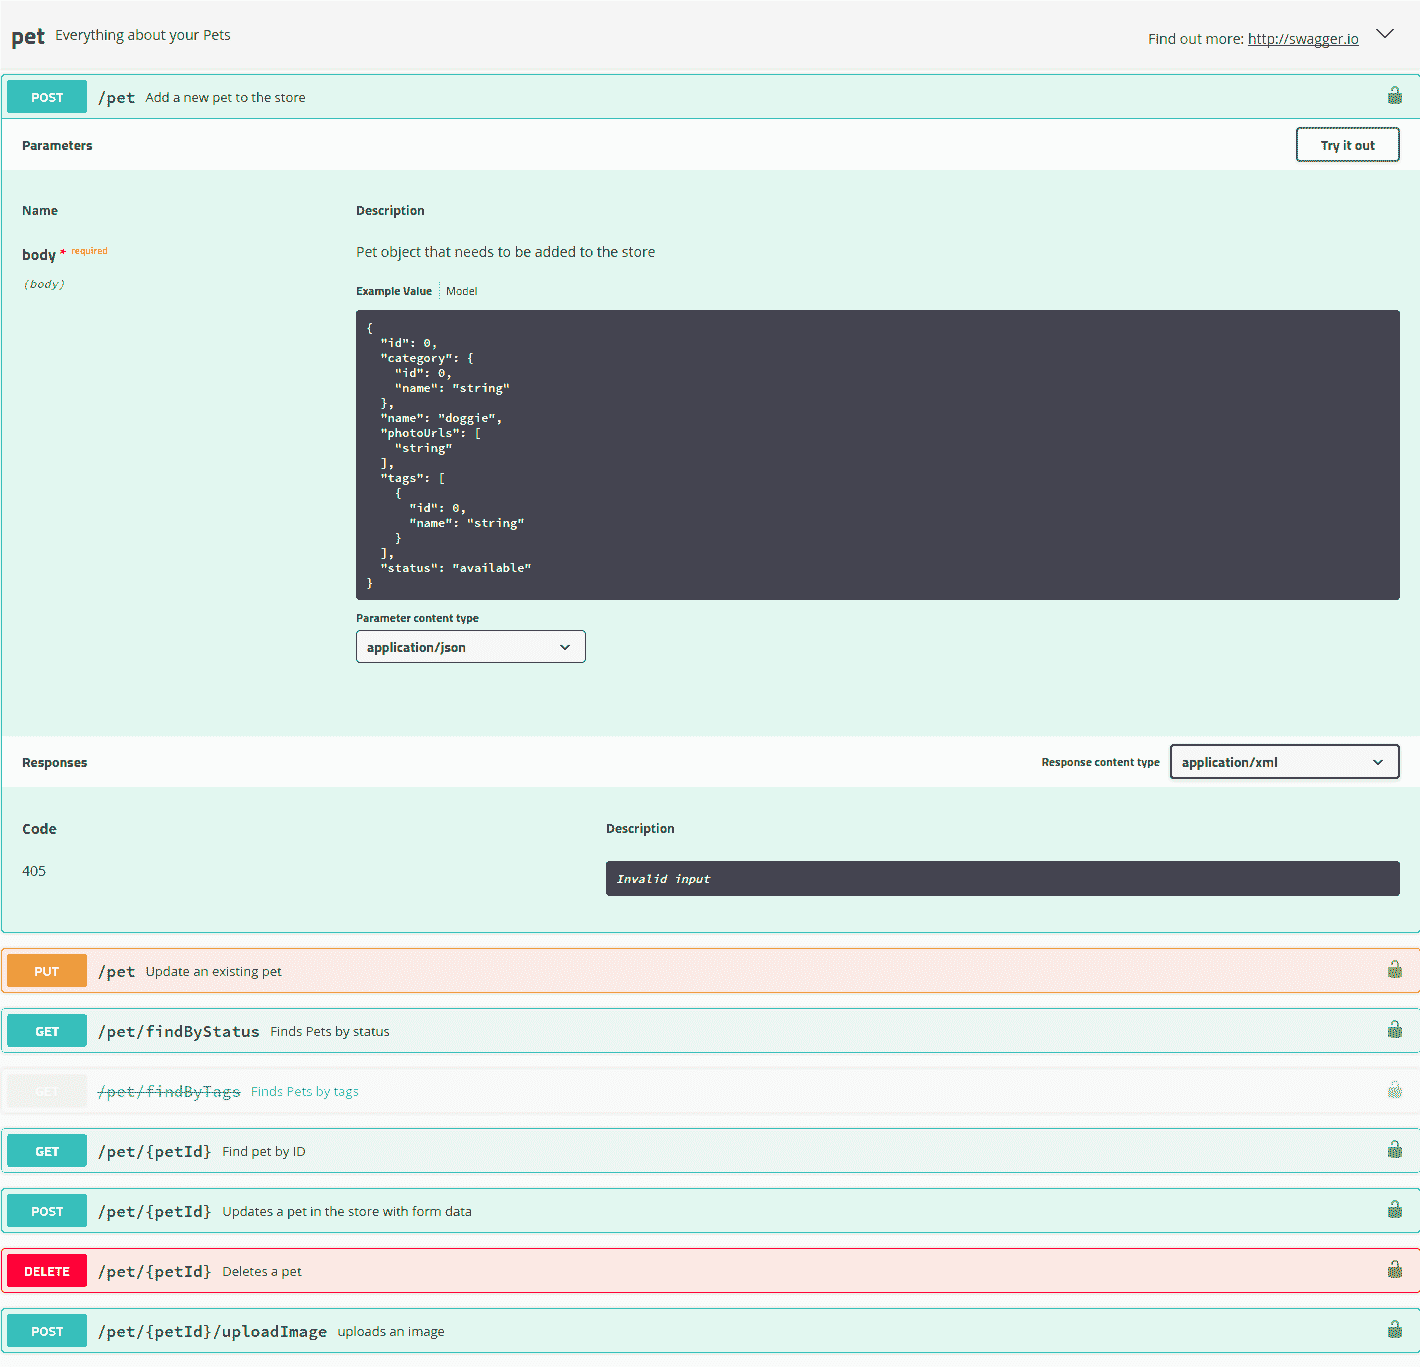 pet Everything about your Pets
Find out more: http://swagger.io
POST /pet Add a new pet to the store
Parameters
Try it out
Name Description
body * required
Pet object that needs to be added to the store
(body)
Example Value Model
{
  "id": 0,
  "category": {
    "id": 0,
    "name": "string"
  },
  "name": "doggie",
  "photoUrls": [
    "string"
  ],
  "tags": [
    {
      "id": 0,
      "name": "string"
    }
  ],
  "status": "available"
}
Parameter content type
application/json
Responses
Response content type application/xml
Code Description
405 Invalid input
PUT /pet Update an existing pet
GET /pet/findByStatus Finds Pets by status
GET /pet/findByTags Finds Pets by tags
GET /pet/{petId} Find pet by ID
POST /pet/{petId} Updates a pet in the store with form data
DELETE /pet/{petId} Deletes a pet
POST /pet/{petId}/uploadImage uploads an image